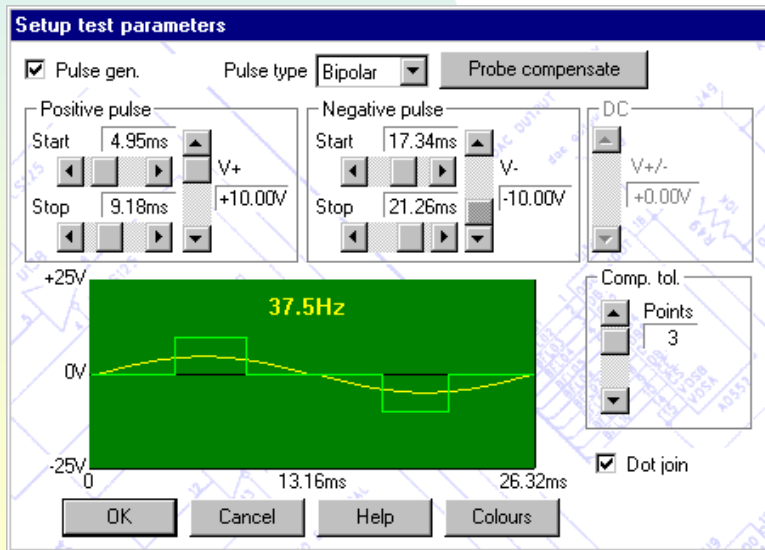 Setup test parameters
Pulse gen.
Pulse type Bipolar
Probe compensate
Positive pulse
Start 4.95ms
V+
+10.00V
Stop 9.18ms
Negative pulse
Start 17.34ms
V-
-10.00V
Stop 21.26ms
DC
V+/-
+0.00V
+25V
37.5Hz
0V
-25V
0 13.16ms 26.32ms
Comp. tol.
Points
3
Dot join
OK Cancel Help Colours